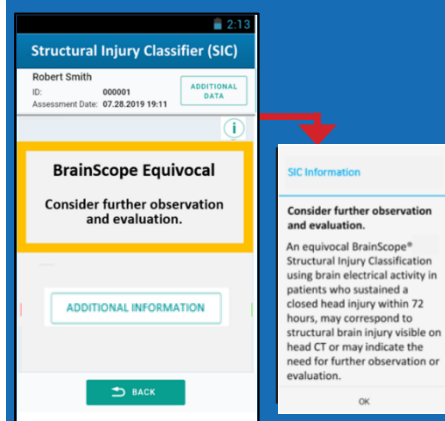 2:13
Structural Injury Classifier (SIC)
Robert Smith
ID: 000001
Assessment Date: 07.28.2019 19:11
ADDITIONAL
DATA
i
BrainScope Equivocal
Consider further observation
and evaluation.
ADDITIONAL INFORMATION
BACK
SIC Information
Consider further observation
and evaluation.
An equivocal BrainScope®
Structural Injury Classification
using brain electrical activity in
patients who sustained a
closed head injury within 72
hours, may correspond to
structural brain injury visible on
head CT or may indicate the
need for further observation or
evaluation.
OK